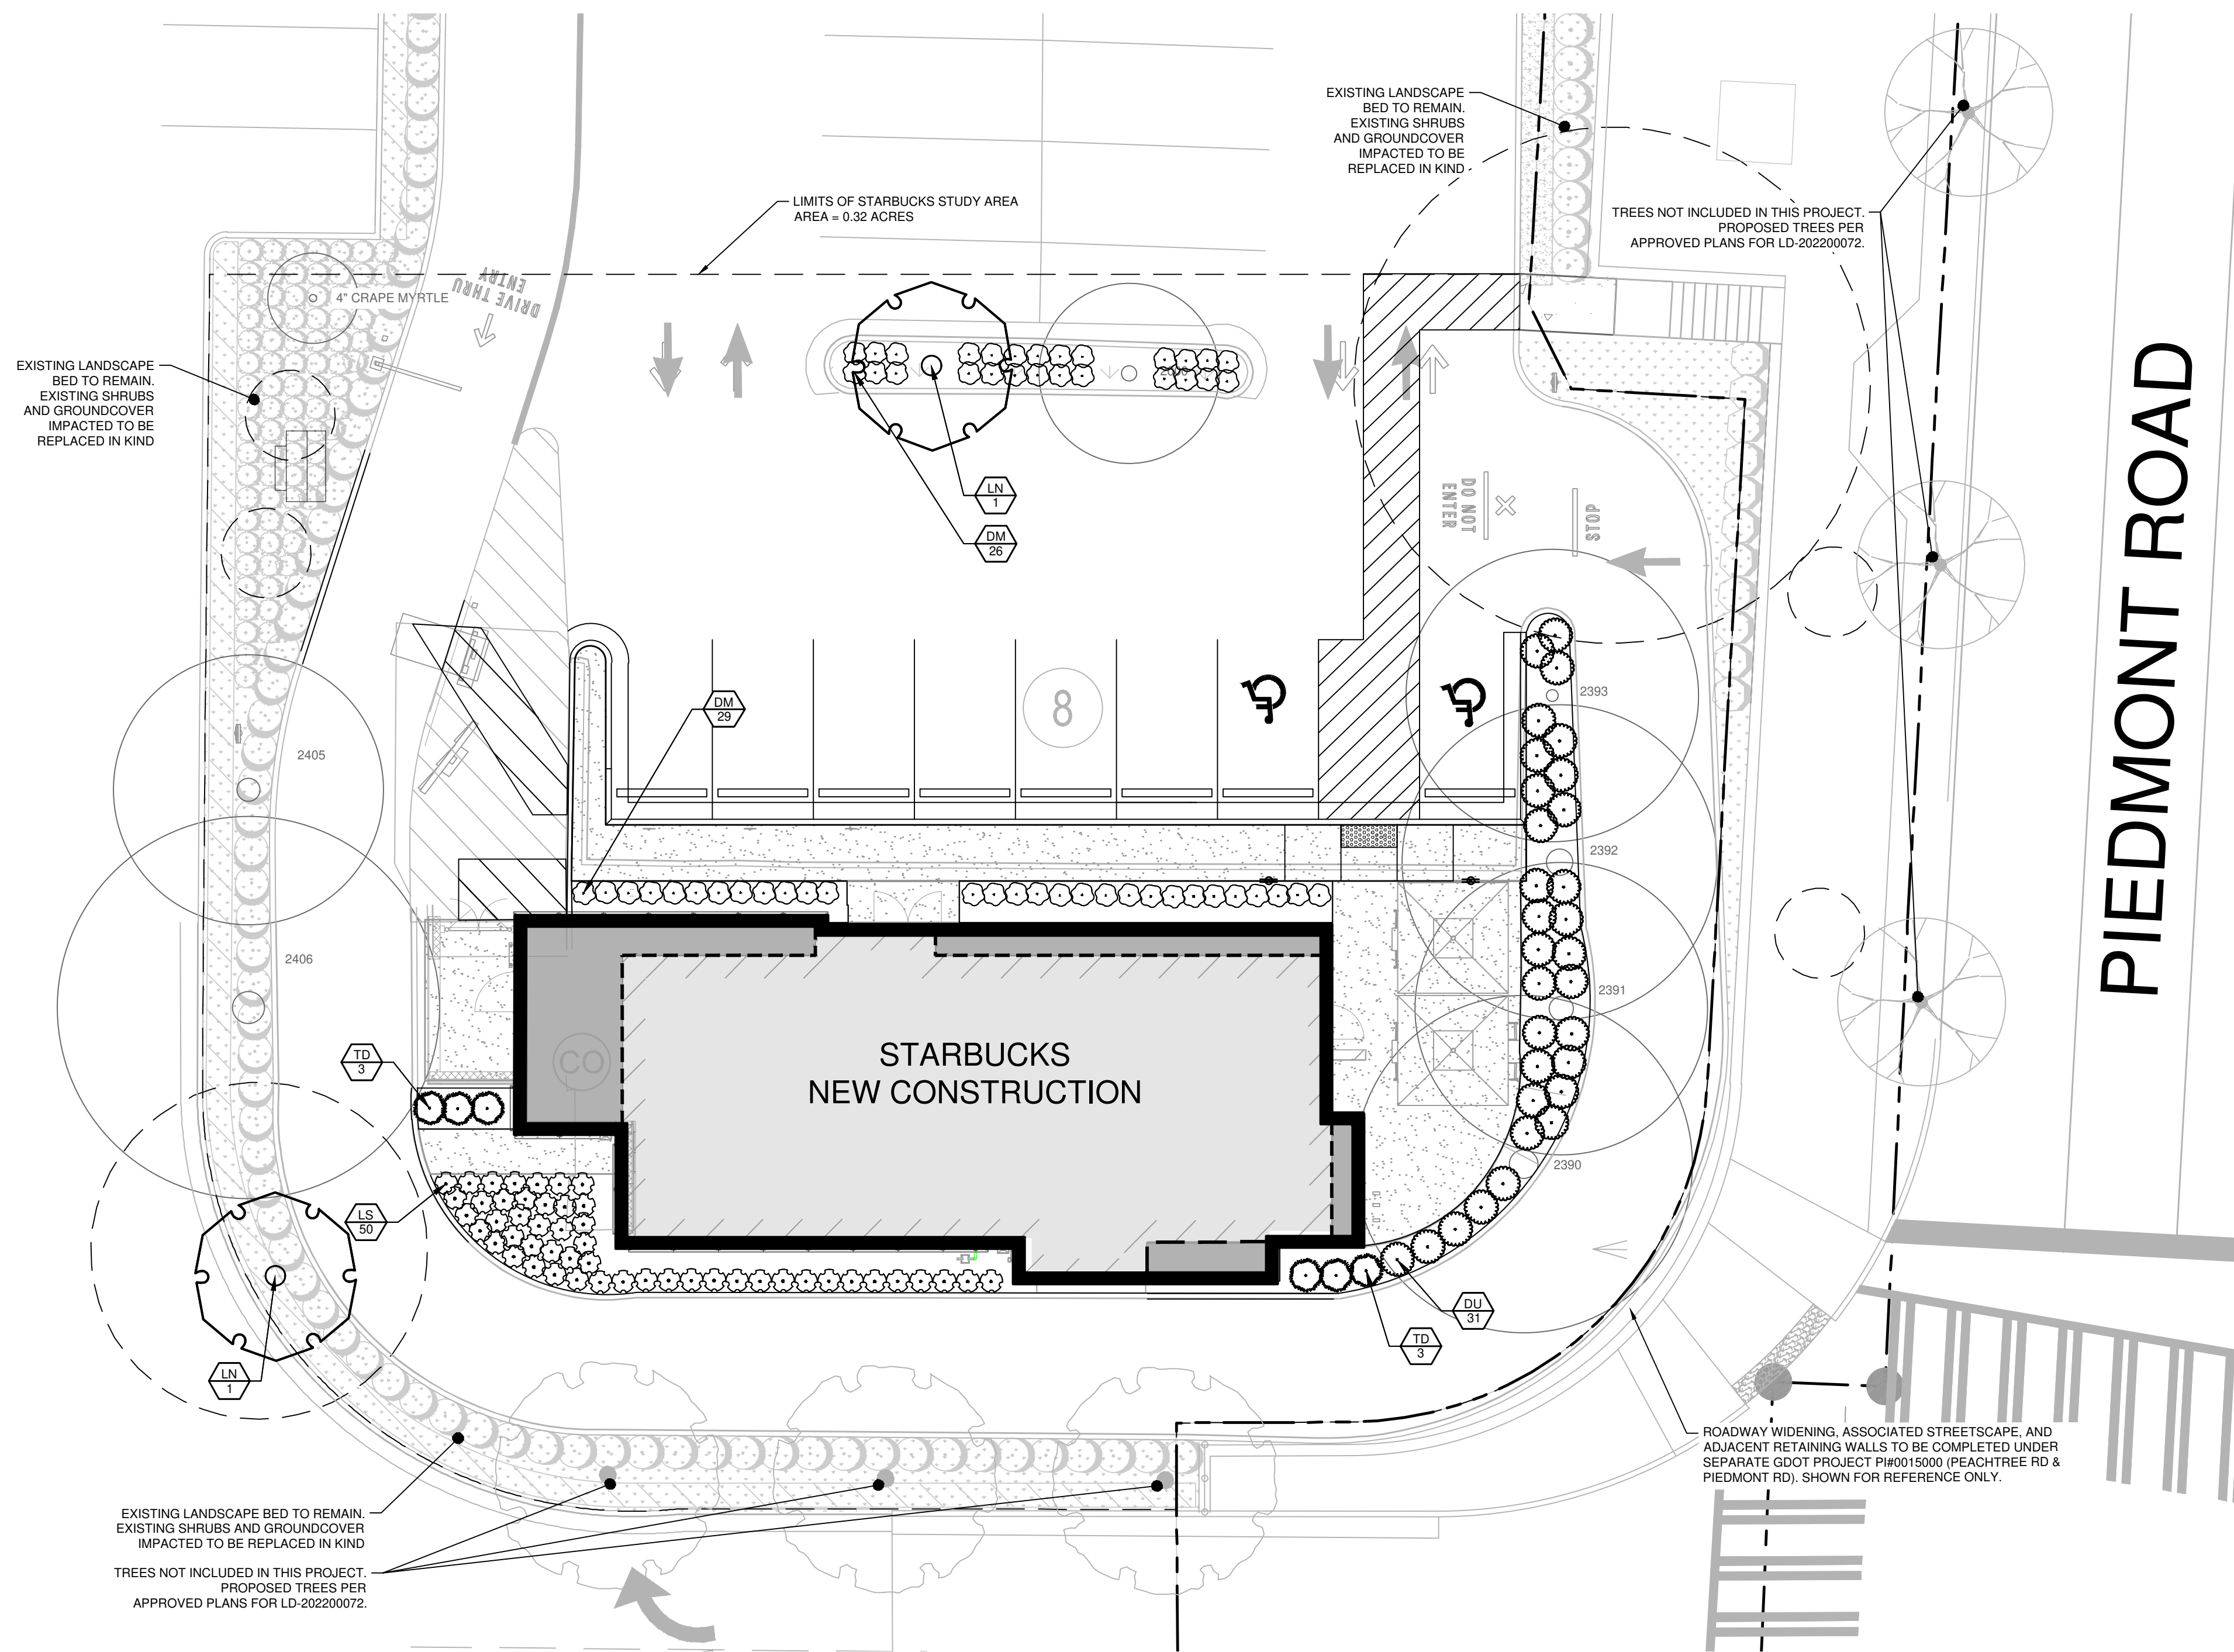 EXISTING LANDSCAPE
BED TO REMAIN.
EXISTING SHRUBS
AND GROUNDCOVER
IMPACTED TO BE
REPLACED IN KIND
LIMITS OF STARBUCKS STUDY AREA
AREA = 0.32 ACRES
TREES NOT INCLUDED IN THIS PROJECT.
PROPOSED TREES PER
APPROVED PLANS FOR LD-202200072.
4" CRAPE MYRTLE
DRIVE THRU
ENTRY
EXISTING LANDSCAPE
BED TO REMAIN.
EXISTING SHRUBS
AND GROUNDCOVER
IMPACTED TO BE
REPLACED IN KIND
LN
1
DM
26
DO NOT
ENTER
STOP
PIEDMONT ROAD
DM
29
8
2393
2405
2392
2406
2391
CO
STARBUCKS
NEW CONSTRUCTION
TD
3
2390
LS
50
DU
31
TD
3
LN
1
ROADWAY WIDENING, ASSOCIATED STREETSCAPE, AND
ADJACENT RETAINING WALLS TO BE COMPLETED UNDER
SEPARATE GDOT PROJECT PI#0015000 (PEACHTREE RD &
PIEDMONT RD). SHOWN FOR REFERENCE ONLY.
EXISTING LANDSCAPE BED TO REMAIN.
EXISTING SHRUBS AND GROUNDCOVER
IMPACTED TO BE REPLACED IN KIND
TREES NOT INCLUDED IN THIS PROJECT.
PROPOSED TREES PER
APPROVED PLANS FOR LD-202200072.